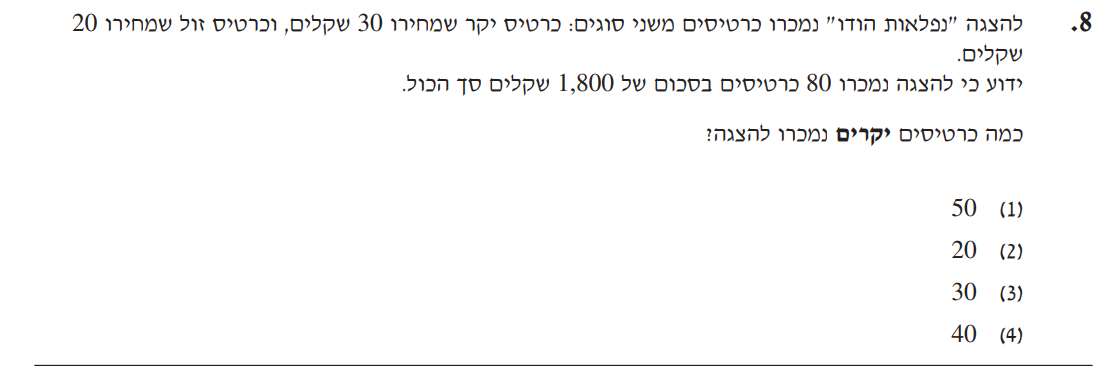 8. להצגה "נפלאות הודו" נמכרו כרטיסים משני סוגים: כרטיס יקר שמחירו 30 שקלים, וכרטיס זול שמחירו 20
שקלים.
ידוע כי להצגה נמכרו 80 כרטיסים בסכום של 1,800 שקלים סך הכול.
כמה כרטיסים יקרים נמכרו להצגה?
(1) 50
(2) 20
(3) 30
(4) 40